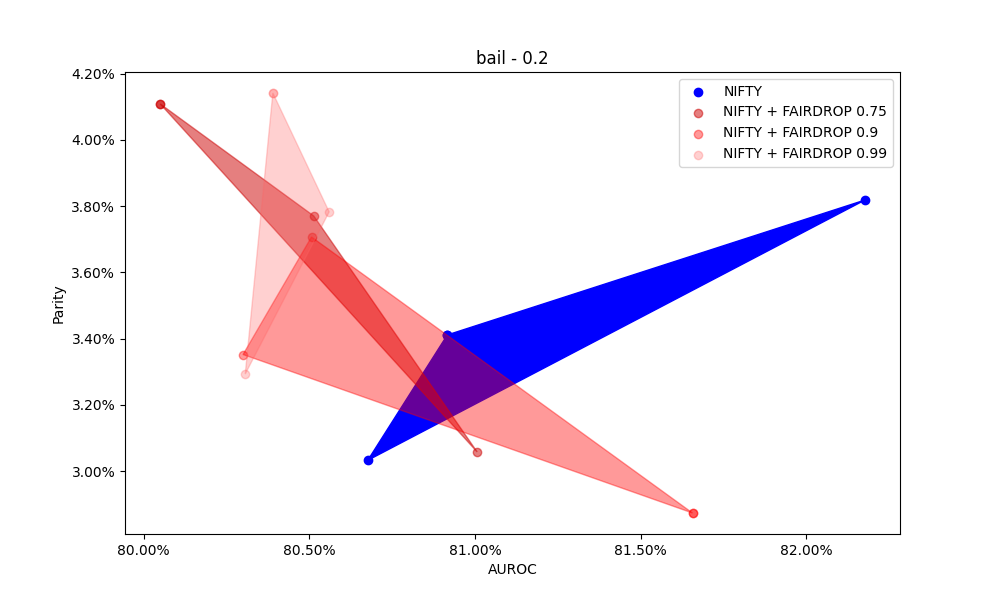 bail - 0.2
NIFTY
NIFTY + FAIRDROP 0.75
NIFTY + FAIRDROP 0.9
NIFTY + FAIRDROP 0.99
Parity
4.20%
4.00%
3.80%
3.60%
3.40%
3.20%
3.00%
80.00% 80.50% 81.00% 81.50% 82.00%
AUROC